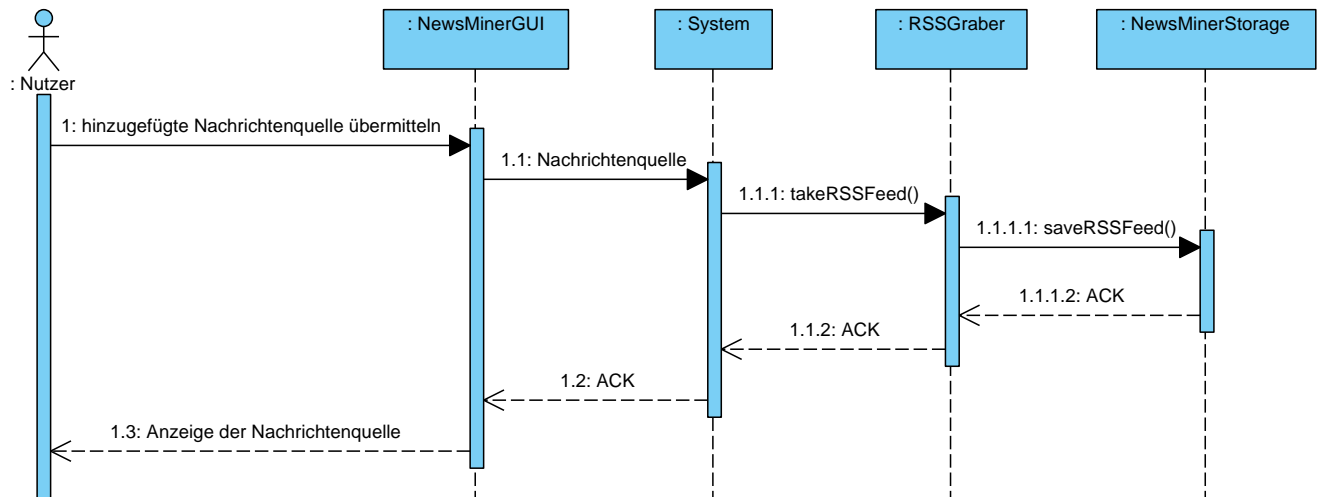 : NewsMinerGUI
: System
: RSSGraber
: NewsMinerStorage
: Nutzer
1: hinzugefügte Nachrichtenquelle übermitteln
1.1: Nachrichtenquelle
1.1.1: takeRSSFeed()
1.1.1.1: saveRSSFeed()
1.1.1.2: ACK
1.1.2: ACK
1.2: ACK
1.3: Anzeige der Nachrichtenquelle